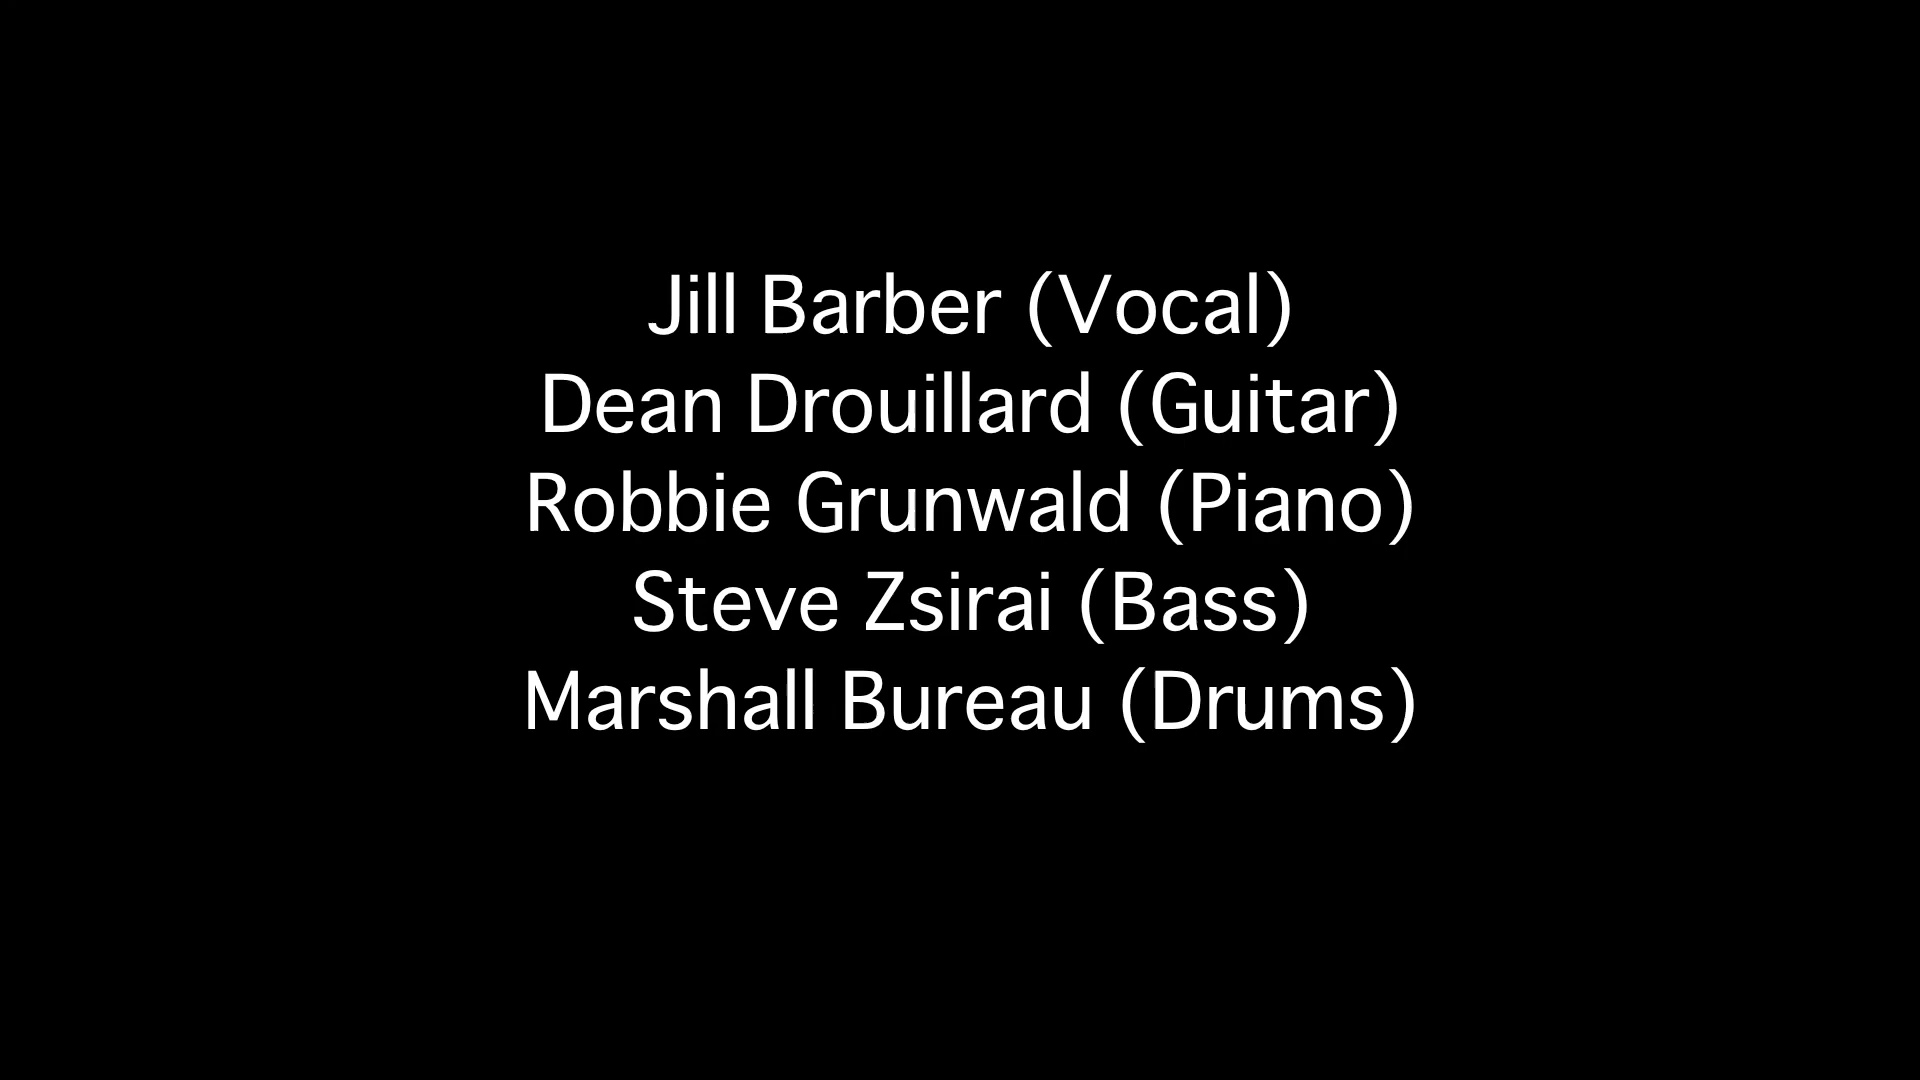 Jill Barber (Vocal)
Dean Drouillard (Guitar)
Robbie Grunwald (Piano)
Steve Zsirai (Bass)
Marshall Bureau (Drums)